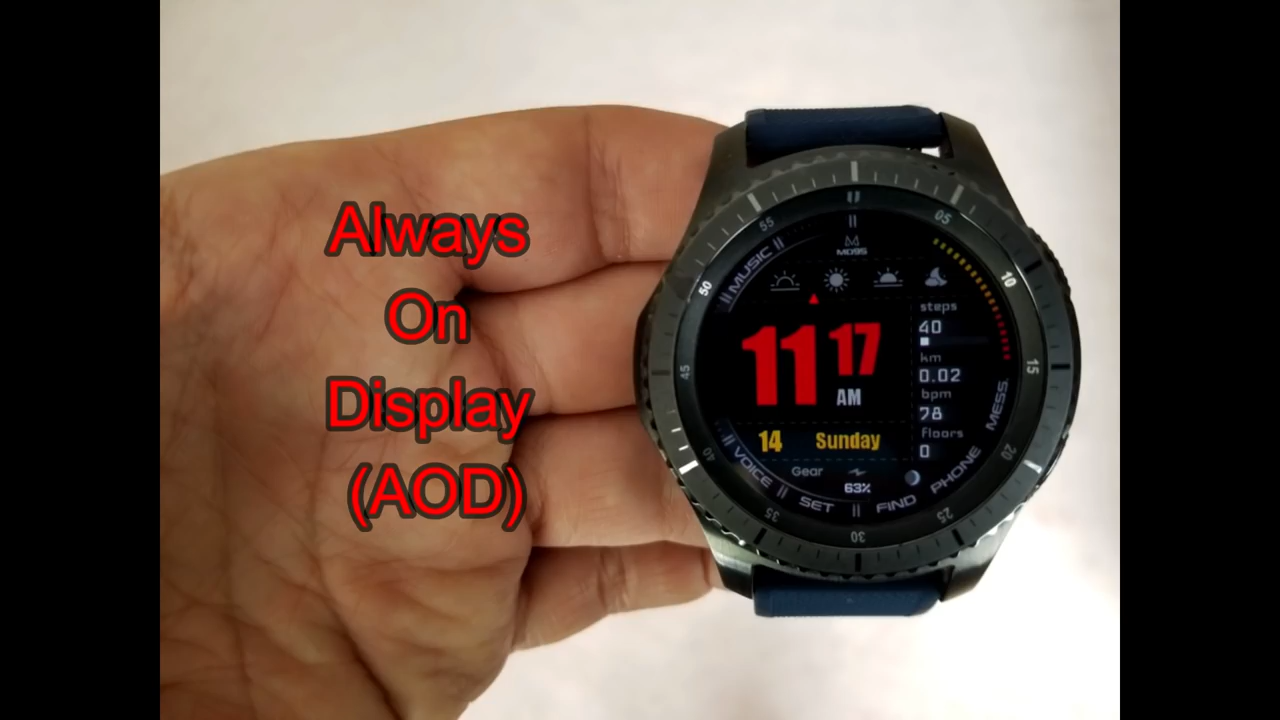 Always
On
Display
(AOD)
55
05
50
10
45
15
40
20
35
25
30
MUSIC
MD95
steps
40
km
0.02
bpm
78
floors
0
11 17
AM
14 Sunday
Gear
63%
VOICE
SET
FIND
PHONE
MESS.